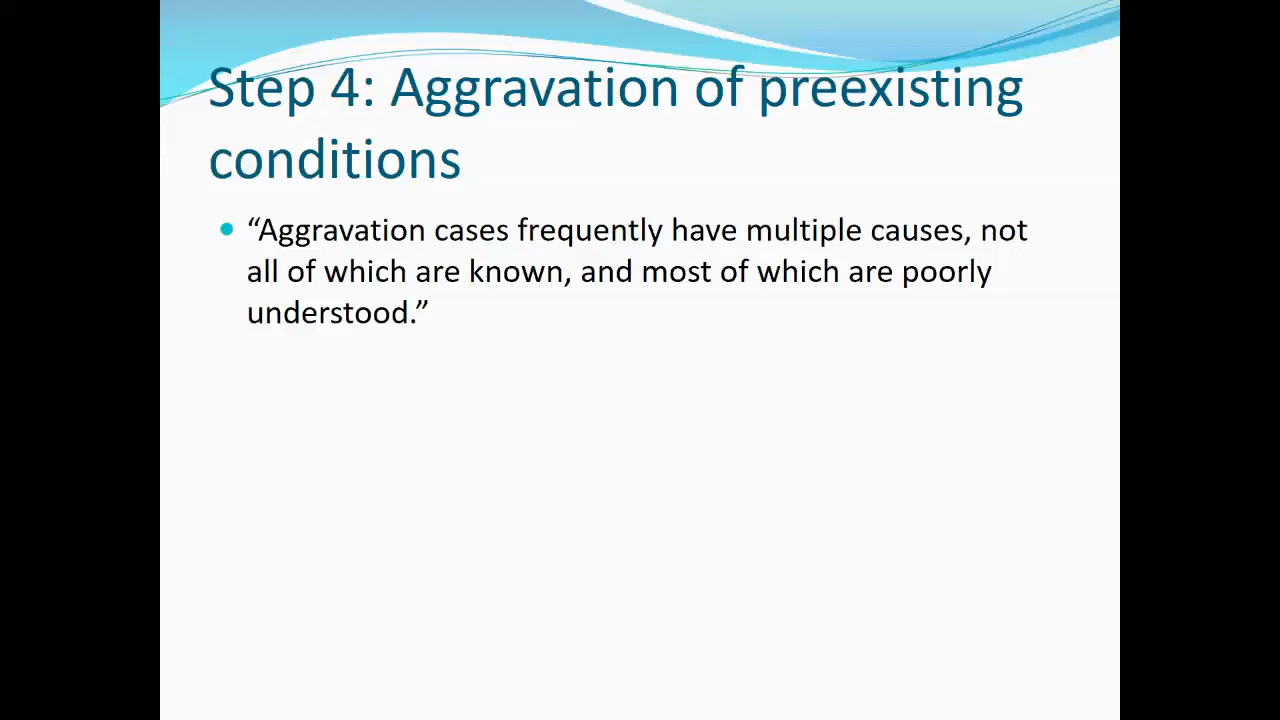 Step 4: Aggravation of preexisting
conditions
• “Aggravation cases frequently have multiple causes, not
all of which are known, and most of which are poorly
understood.”